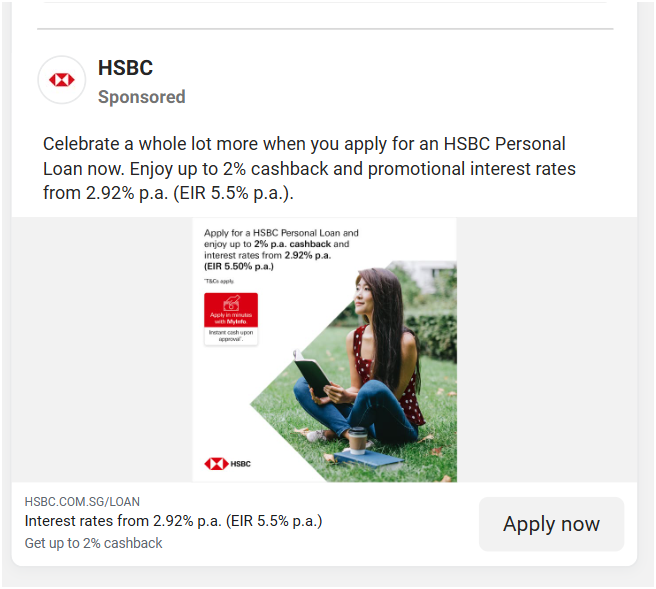 HSBC
Sponsored
Celebrate a whole lot more when you apply for an HSBC Personal
Loan now. Enjoy up to 2% cashback and promotional interest rates
from 2.92% p.a. (EIR 5.5% p.a.).
Apply for a HSBC Personal Loan and
enjoy up to 2% p.a. cashback and
interest rates from 2.92% p.a.
(EIR 5.50% p.a.)
*T&Cs apply.
Apply in minutes
with MyInfo.
Instant cash upon
approval*.
HSBC
HSBC.COM.SG/LOAN
Interest rates from 2.92% p.a. (EIR 5.5% p.a.)
Get up to 2% cashback
Apply now